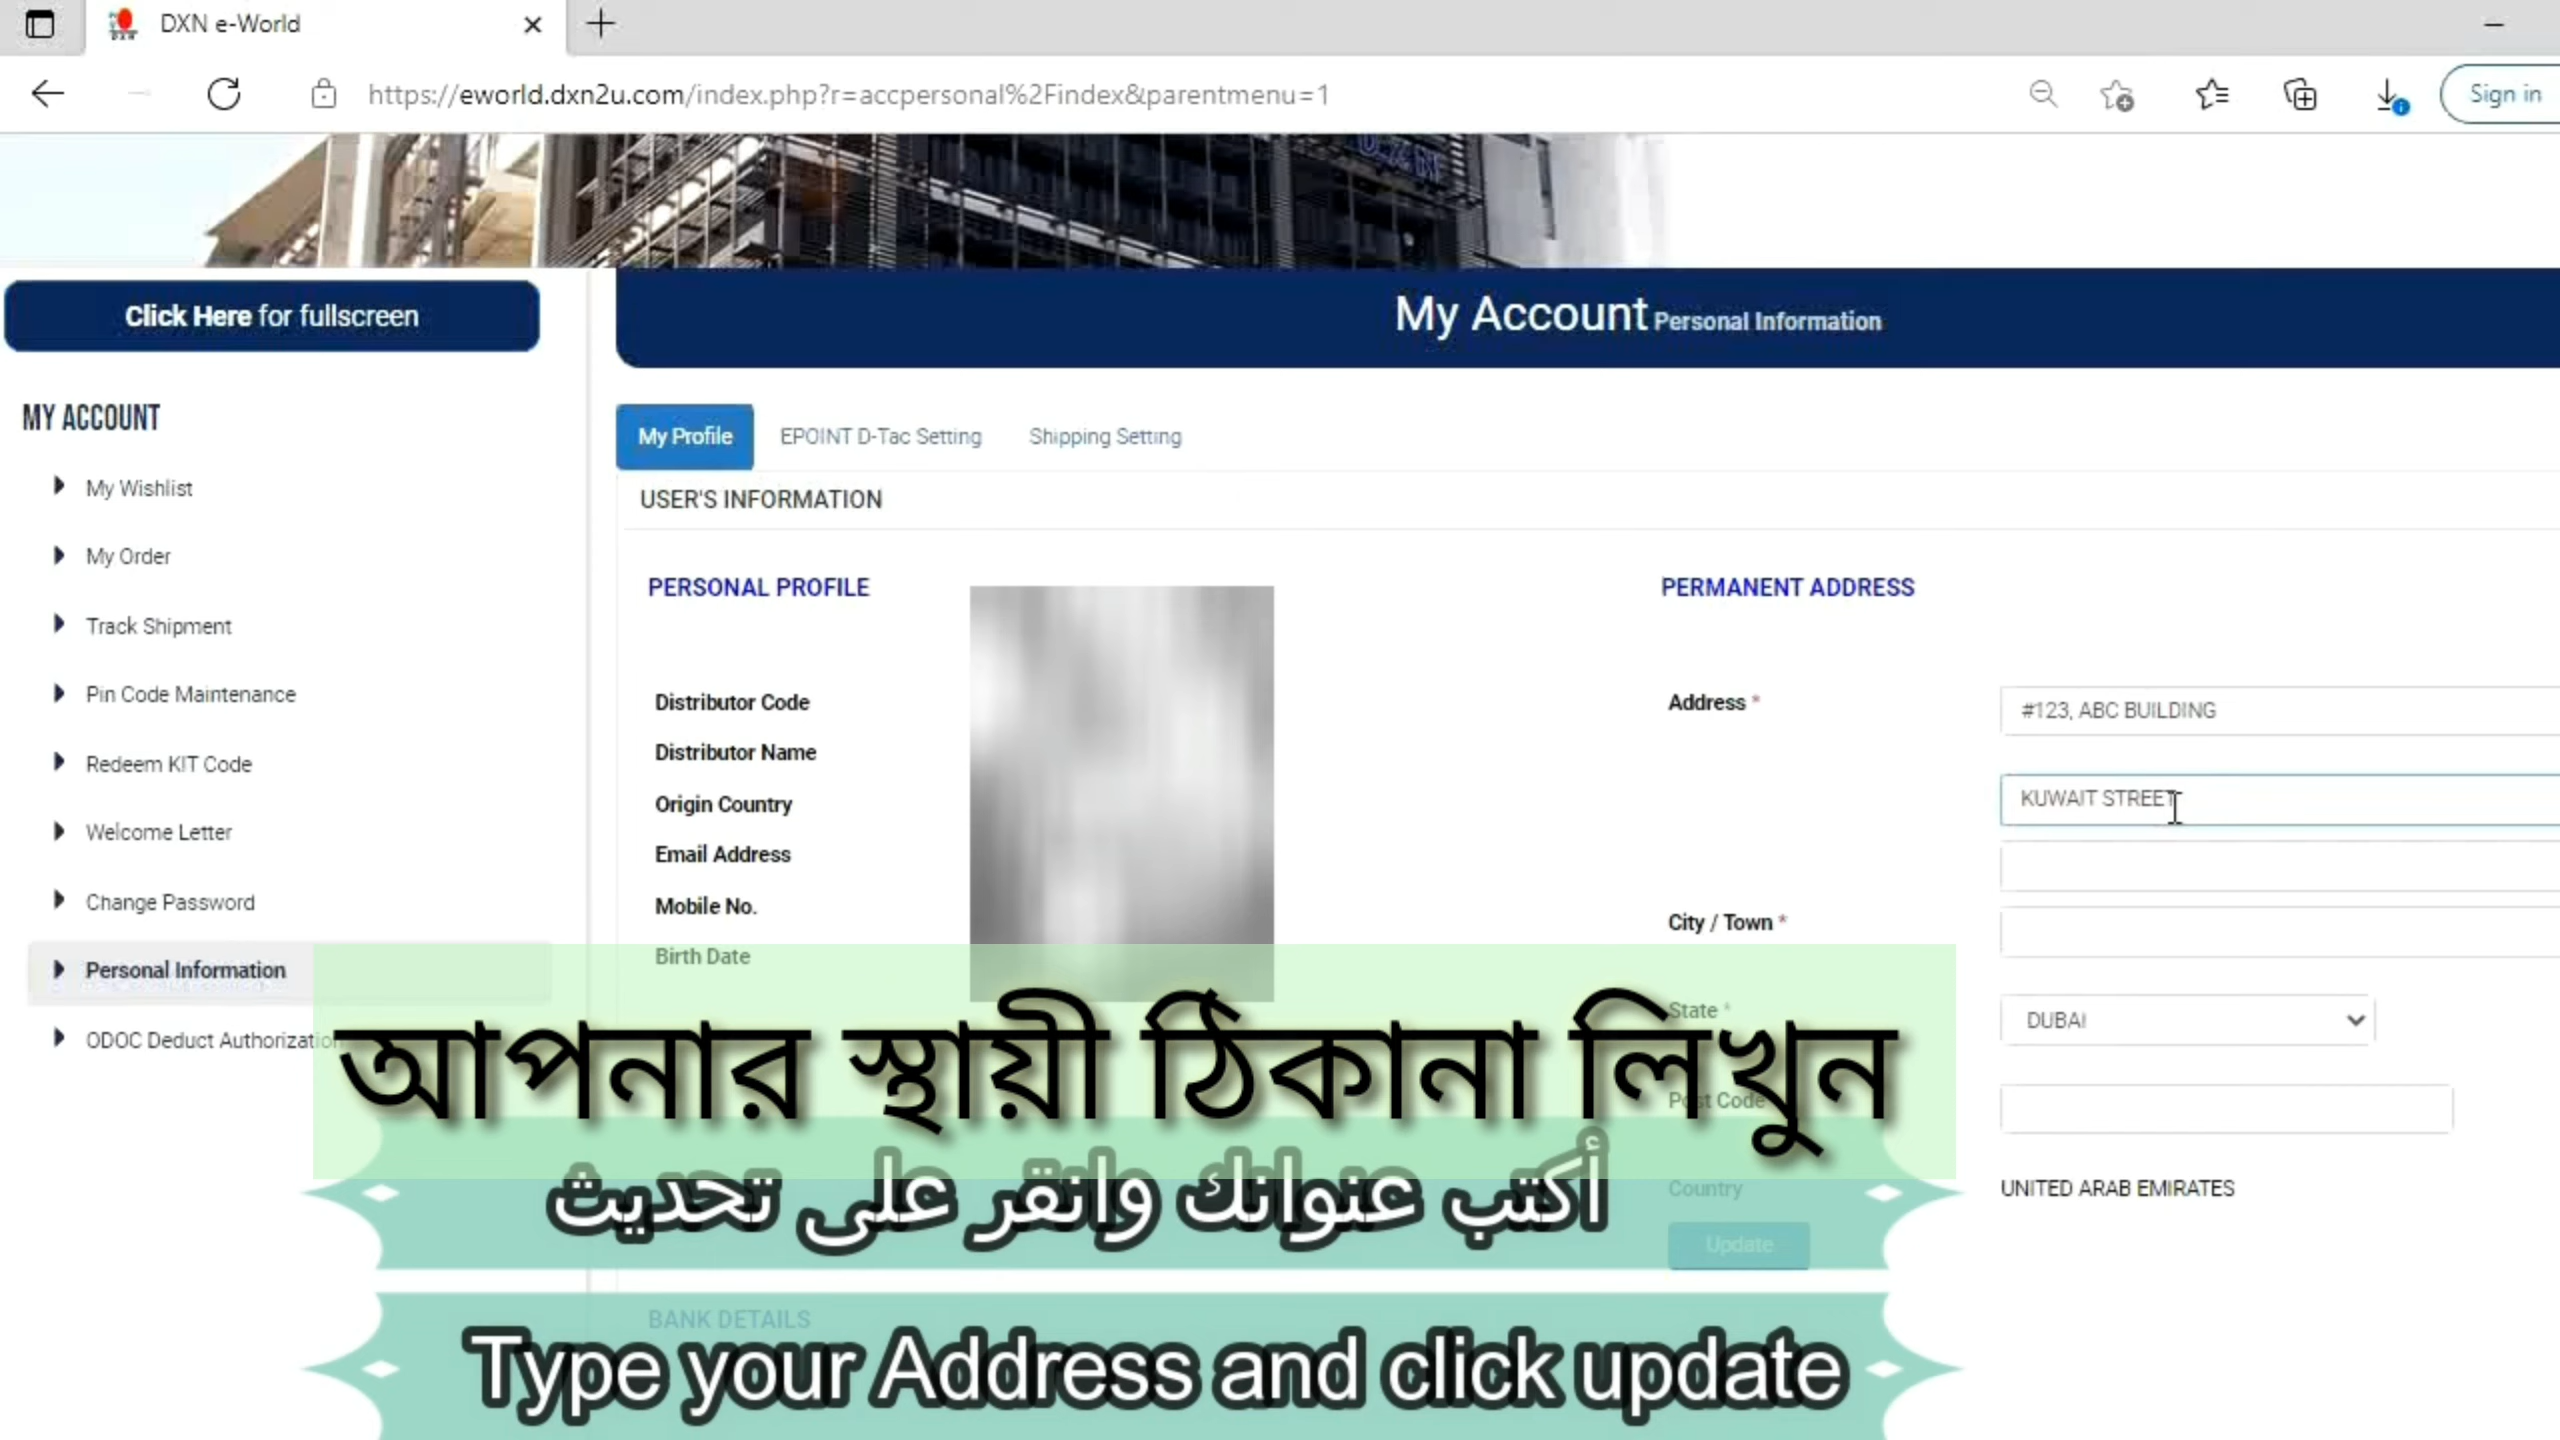 DXN e-World
https://eworld.dxn2u.com/index.php?r=accpersonal%2Findex&parentmenu=1
Sign in
Click Here for fullscreen
My Account Personal Information
MY ACCOUNT
My Wishlist
My Order
Track Shipment
Pin Code Maintenance
Redeem KIT Code
Welcome Letter
Change Password
Personal Information
ODOC Deduct Authorization
My Profile
EPOINT D-Tac Setting
Shipping Setting
USER'S INFORMATION
PERSONAL PROFILE
Distributor Code
Distributor Name
Origin Country
Email Address
Mobile No.
Birth Date
PERMANENT ADDRESS
Address *
#123, ABC BUILDING
KUWAIT STREET
City / Town *
State *
DUBAI
Post Code
Country
UNITED ARAB EMIRATES
Update
BANK DETAILS
আপনার স্থায়ী ঠিকানা লিখুন
أكتب عنوانك وانقر على تحديث
Type your Address and click update